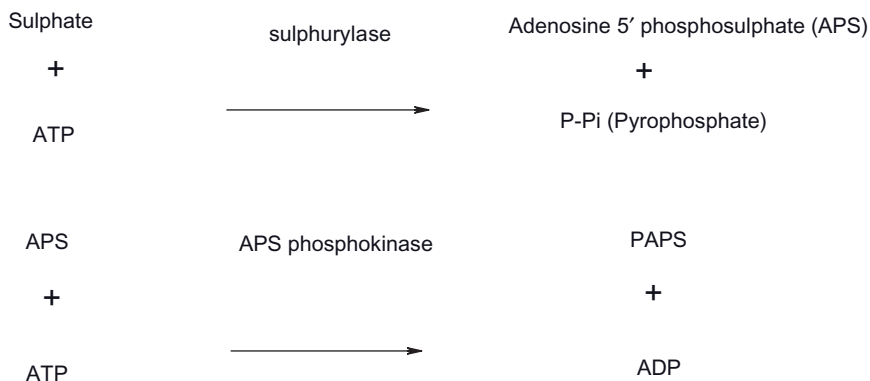 Sulphate
sulphurylase
Adenosine 5′ phosphosulphate (APS)
+
+
ATP
P-Pi (Pyrophosphate)
APS
APS phosphokinase
PAPS
+
+
ATP
ADP